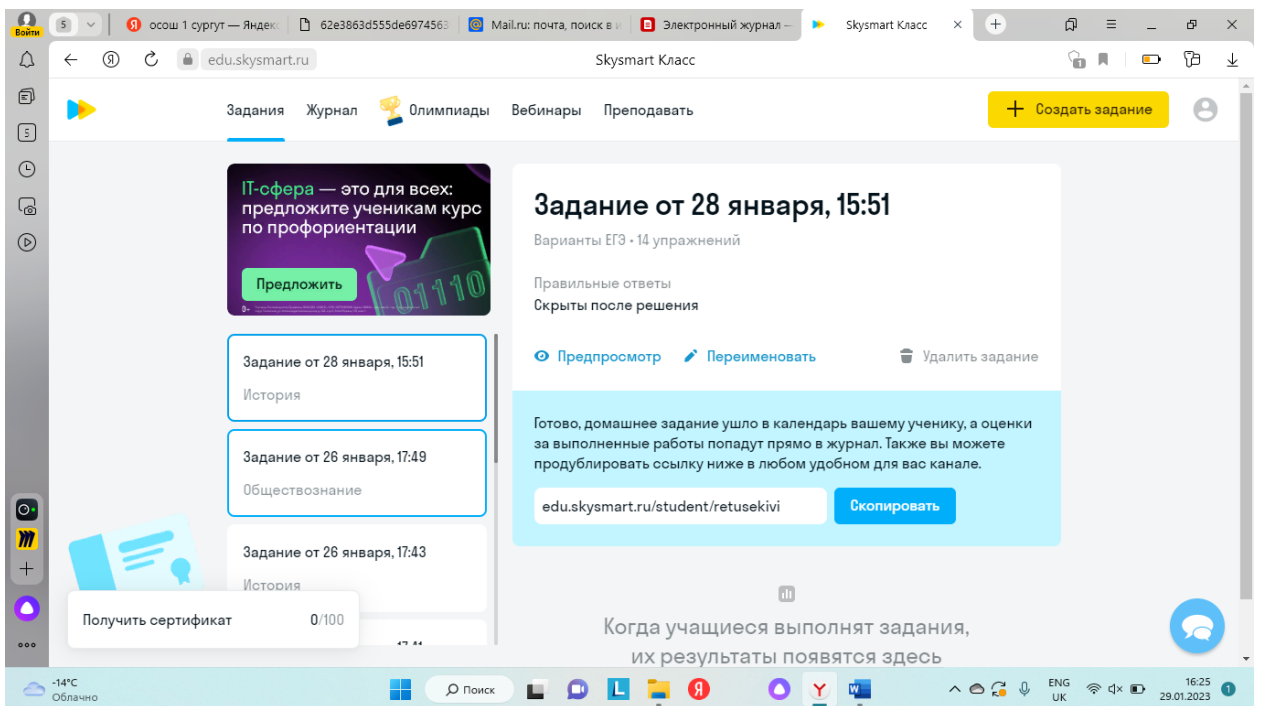 Войти
5
осош 1 сургут — Яндекс
62e3863d555de6974563
Mail.ru: почта, поиск в и
Электронный журнал —
Skysmart Класс
edu.skysmart.ru
Skysmart Класс
1
5
Задания Журнал Олимпиады Вебинары Преподавать
+ Создать задание
IT-сфера — это для всех:
предложите ученикам курс
по профориентации
Предложить
01110
0+
Задание от 28 января, 15:51
Варианты ЕГЭ • 14 упражнений
Правильные ответы
Скрыты после решения
Предпросмотр Переименовать Удалить задание
Задание от 28 января, 15:51
История
Задание от 26 января, 17:49
Обществознание
Задание от 26 января, 17:43
История
Готово, домашнее задание ушло в календарь вашему ученику, а оценки
за выполненные работы попадут прямо в журнал. Также вы можете
продублировать ссылку ниже в любом удобном для вас канале.
edu.skysmart.ru/student/retusekivi
Скопировать
Получить сертификат 0/100
Когда учащиеся выполнят задания,
их результаты появятся здесь
-14°C
Облачно
Поиск
ENG
UK
16:25
29.01.2023
1